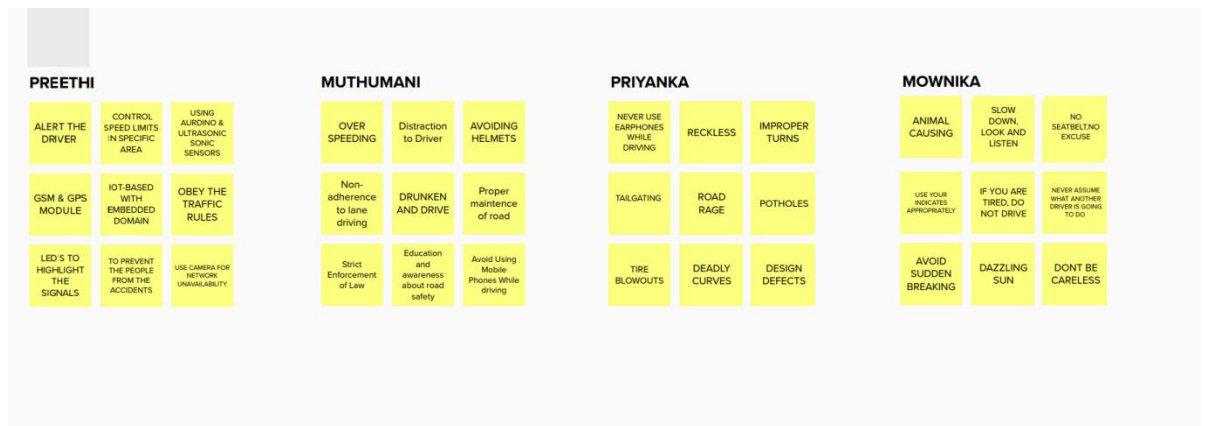 PREETHI
ALERT THE
DRIVER
CONTROL
SPEED LIMITS
IN SPECIFIC
AREA
USING
AURDINO &
ULTRASONIC
SONIC
SENSORS
GSM & GPS
MODULE
IOT-BASED
WITH
EMBEDDED
DOMAIN
OBEY THE
TRAFFIC
RULES
LED'S TO
HIGHLIGHT
THE
SIGNALS
TO PREVENT
THE PEOPLE
FROM THE
ACCIDENTS
USE CAMERA FOR
NETWORK
UNAVAILABILITY
MUTHUMANI
OVER
SPEEDING
Distraction
to Driver
AVOIDING
HELMETS
Non-
adherence
to lane
driving
DRUNKEN
AND DRIVE
Proper
maintence
of road
Strict
Enforcement
of Law
Education
and
awareness
about road
safety
Avoid Using
Mobile
Phones While
driving
PRIYANKA
NEVER USE
EARPHONES
WHILE
DRIVING
RECKLESS
IMPROPER
TURNS
TAILGATING
ROAD
RAGE
POTHOLES
TIRE
BLOWOUTS
DEADLY
CURVES
DESIGN
DEFECTS
MOWNIKA
ANIMAL
CAUSING
SLOW
DOWN,
LOOK AND
LISTEN
NO
SEATBELT,NO
EXCUSE
USE YOUR
INDICATES
APPROPRIATELY
IF YOU ARE
TIRED, DO
NOT DRIVE
NEVER ASSUME
WHAT ANOTHER
DRIVER IS GOING
TO DO
AVOID
SUDDEN
BREAKING
DAZZLING
SUN
DONT BE
CARELESS